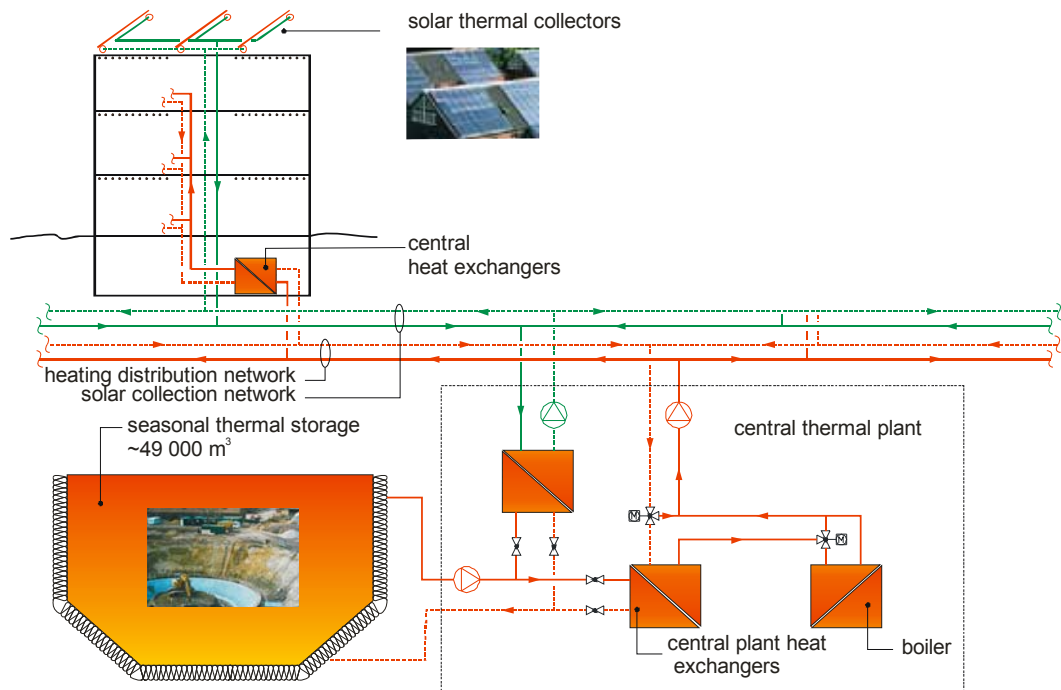 solar thermal collectors
central
heat exchangers
heating distribution network
solar collection network
seasonal thermal storage
~49 000 m³
central thermal plant
M
M
central plant heat
exchangers
boiler